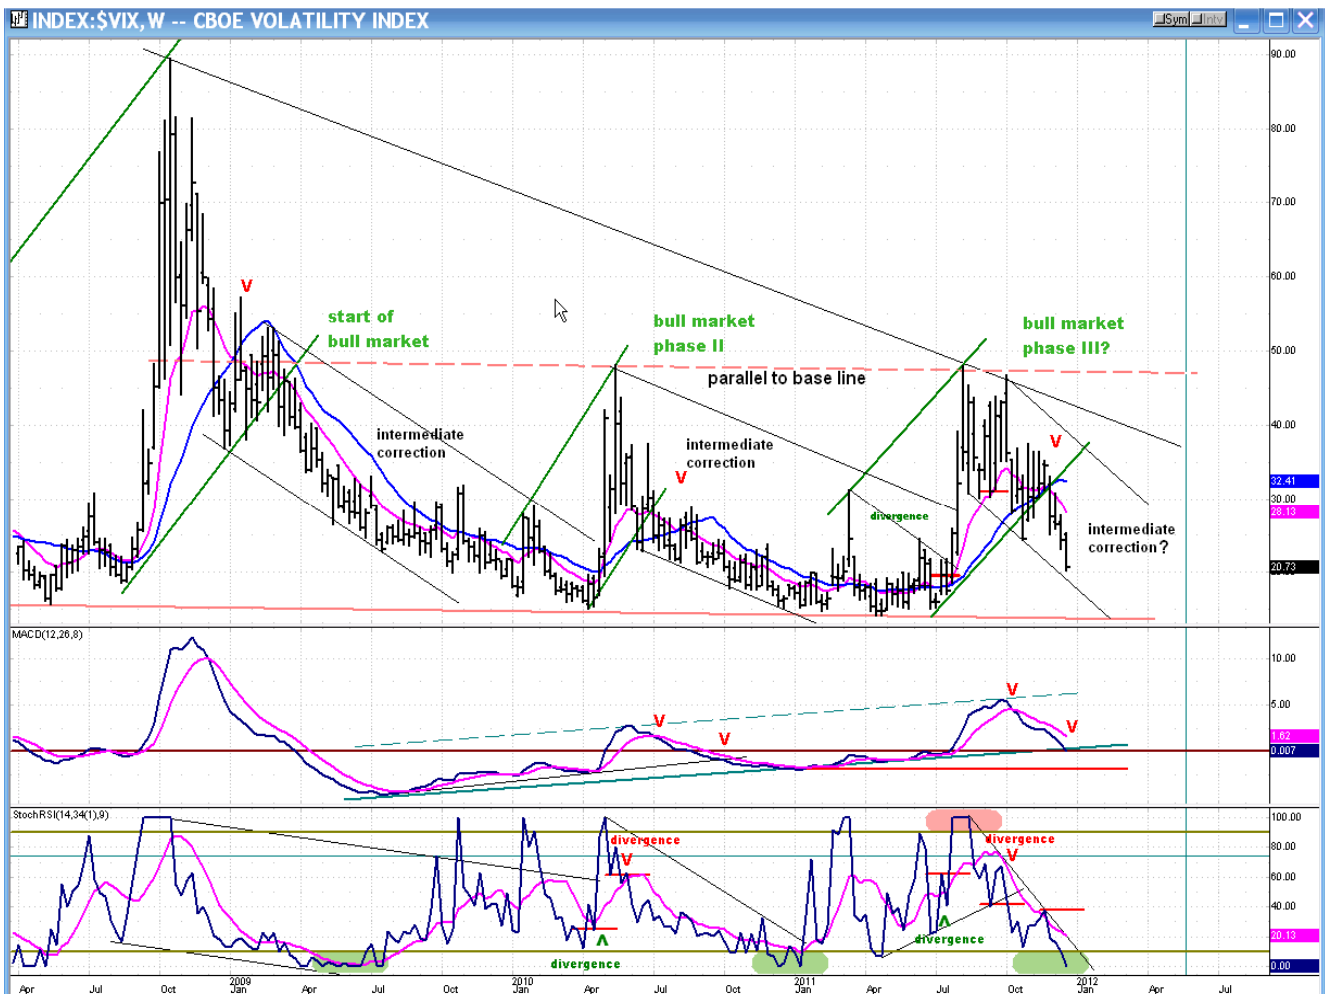 INDEX:$VIX,W -- CBOE VOLATILITY INDEX
Sym Intv
90.00
80.00
70.00
60.00
50.00
40.00
32.41
30.00
28.13
20.73
V
start of
bull market
bull market
phase II
bull market
phase III?
parallel to base line
intermediate
correction
intermediate
correction
V
V
divergence
intermediate
correction?
MACD(12,26,8)
10.00
5.00
1.62
0.007
V
V
V
V
StochRSI(14,34(1),9)
100.00
80.00
60.00
40.00
20.13
0.00
divergence
V
divergence
V
Λ
divergence
Λ
divergence
2009
2010
2011
2012
Apr Jul Oct Jan Apr Jul Oct Jan Apr Jul Oct Jan Apr Jul Oct Jan Apr Jul